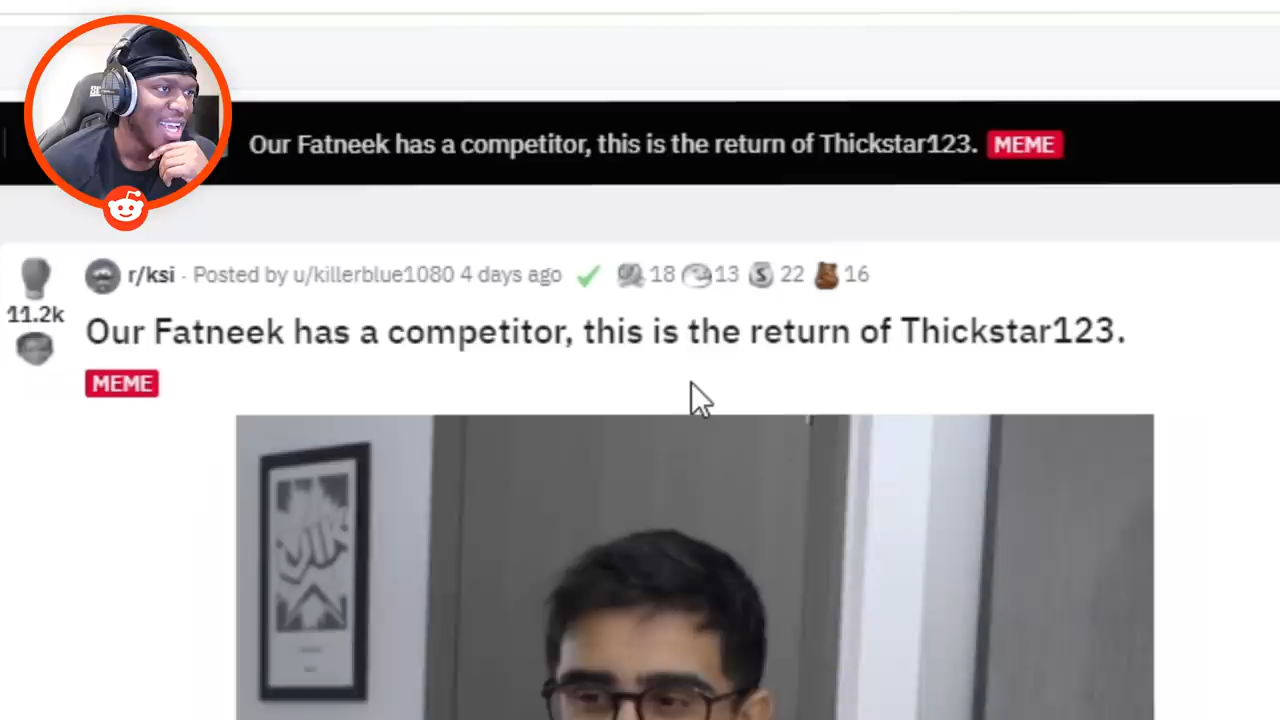 Our Fatneek has a competitor, this is the return of Thickstar123. MEME
r/ksi · Posted by u/killerblue1080 4 days ago 18 13 S 22 16
11.2k
Our Fatneek has a competitor, this is the return of Thickstar123.
MEME